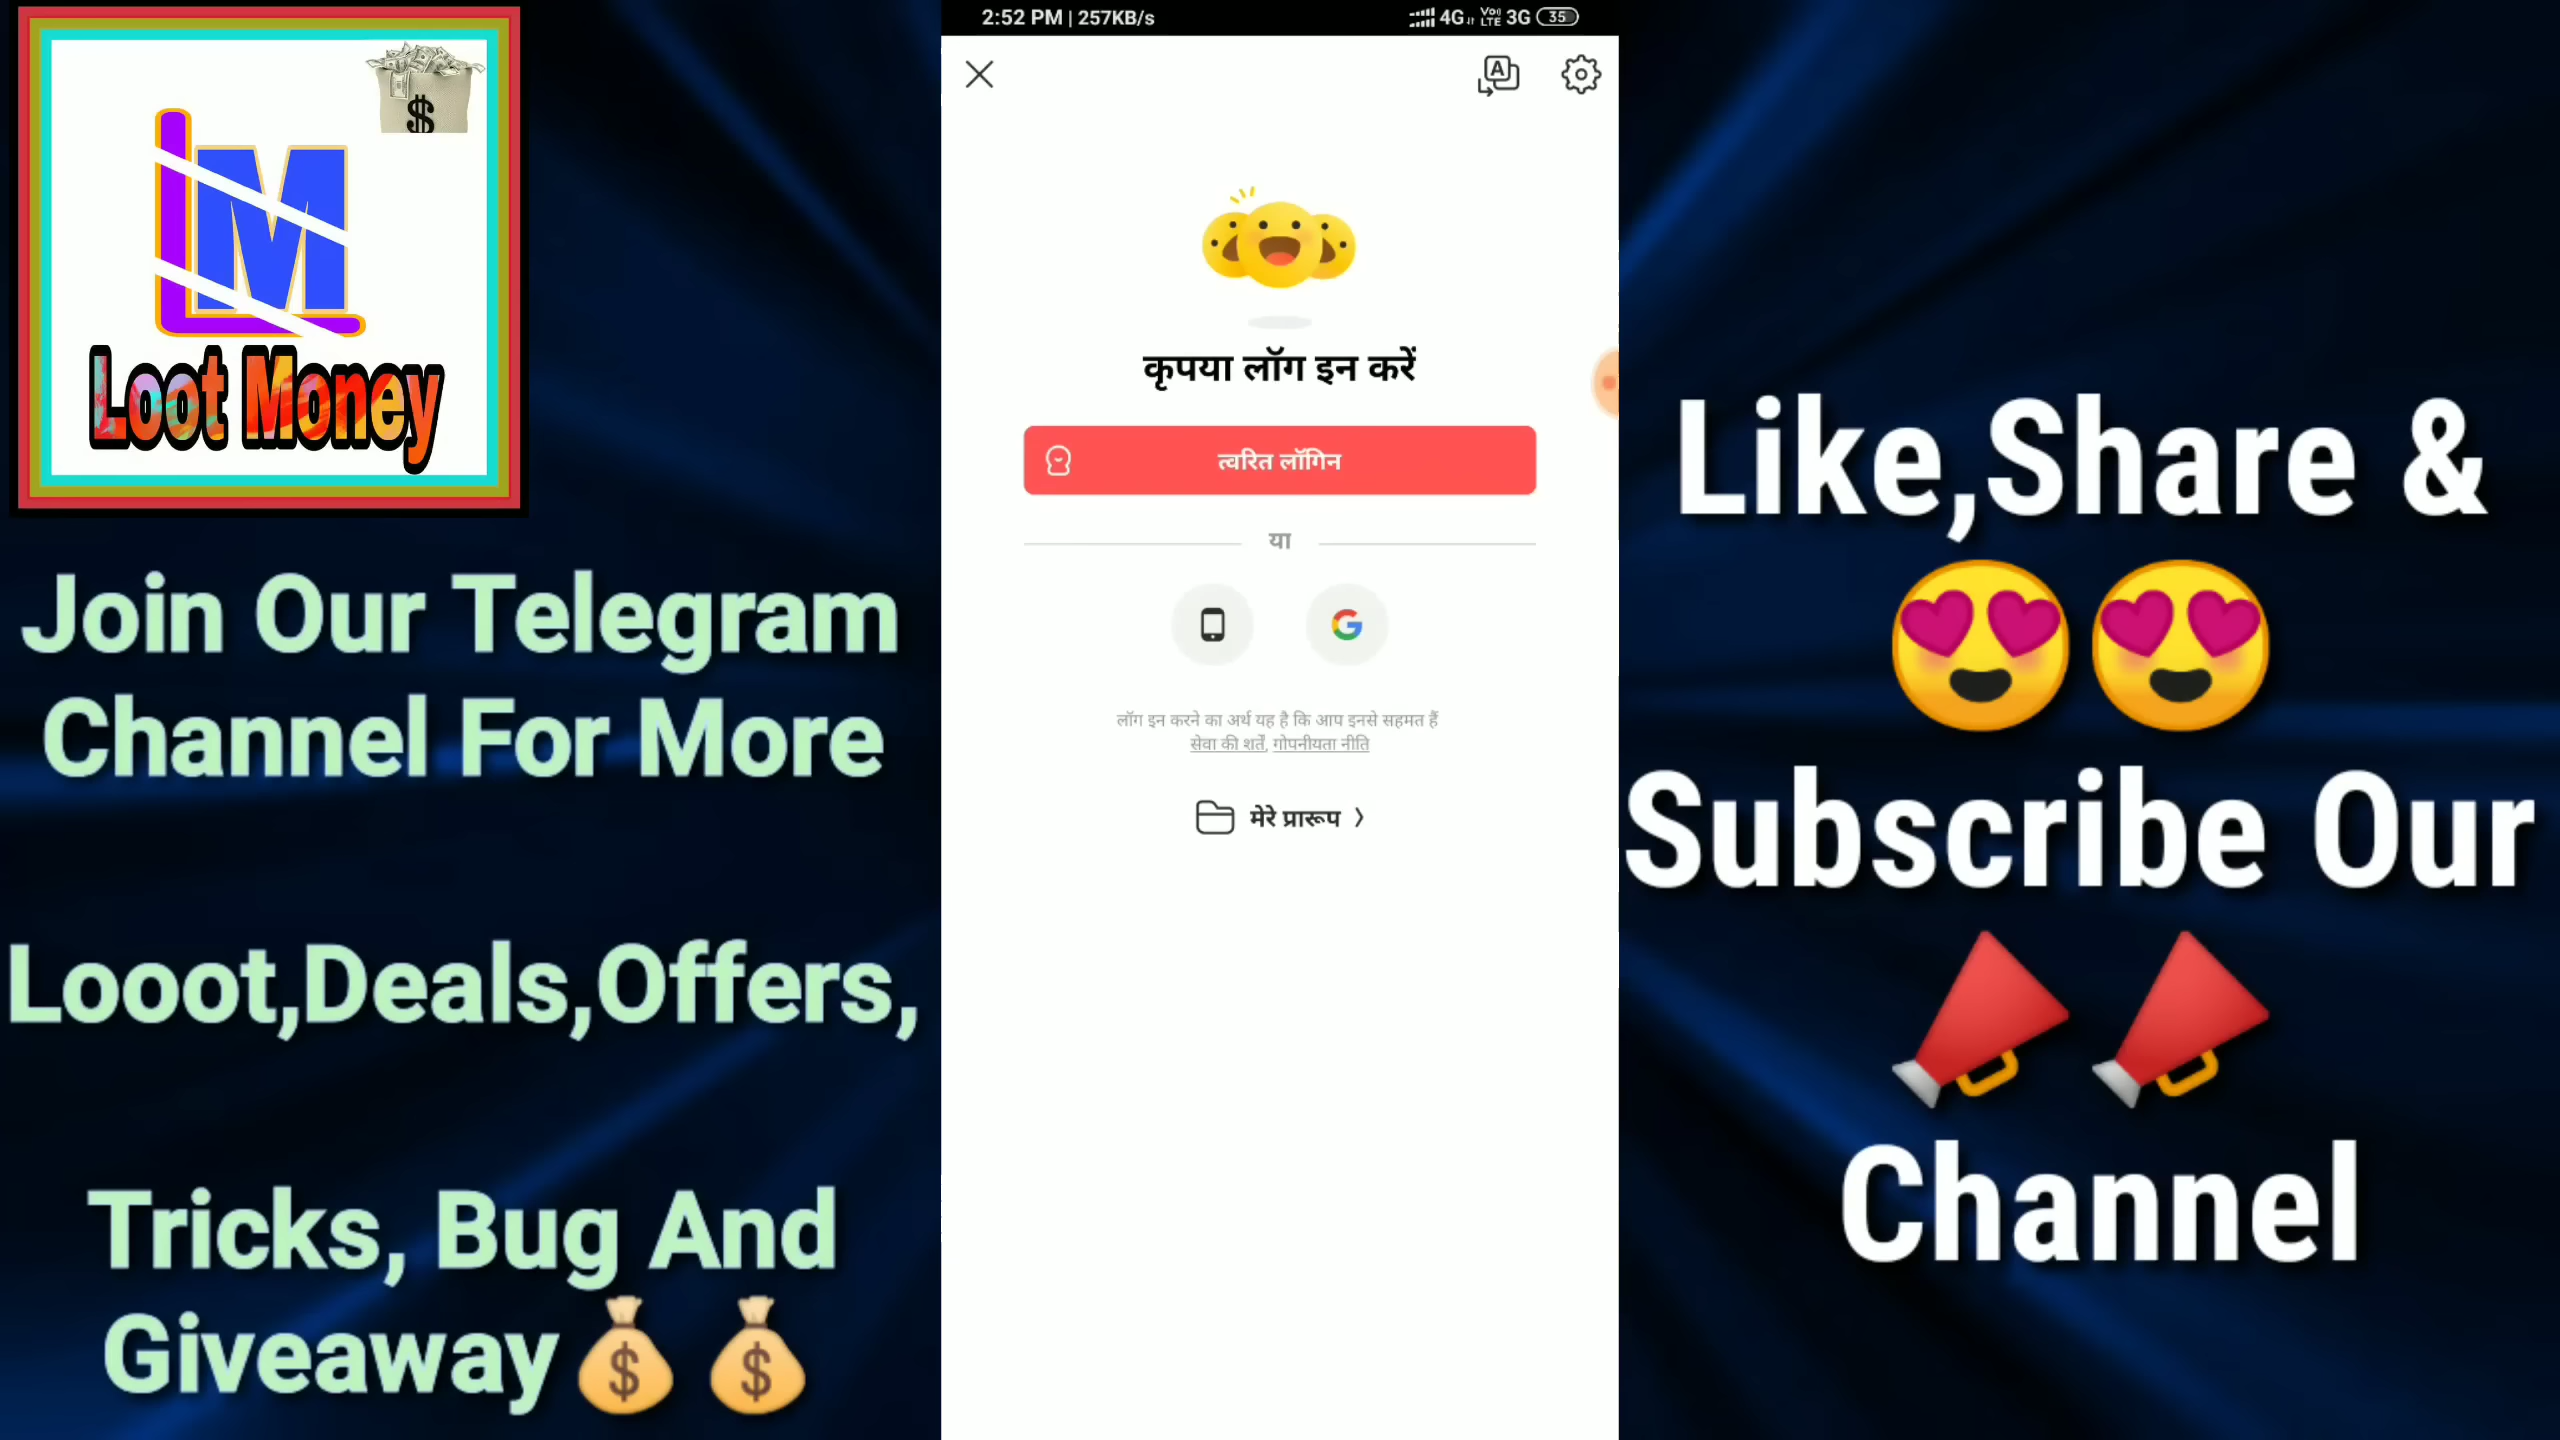 2:52 PM | 257KB/s
4G VoLTE 3G 35
A
$
LM
Loot Money
कृपया लॉग इन करें
त्वरित लॉगिन
या
G
लॉग इन करने का अर्थ यह है कि आप इनसे सहमत हैं
सेवा की शर्तें, गोपनीयता नीति
मेरे प्रारूप
Join Our Telegram
Channel For More
Looot,Deals,Offers,
Tricks, Bug And
Giveaway
$ $
Like,Share &
Subscribe Our
Channel